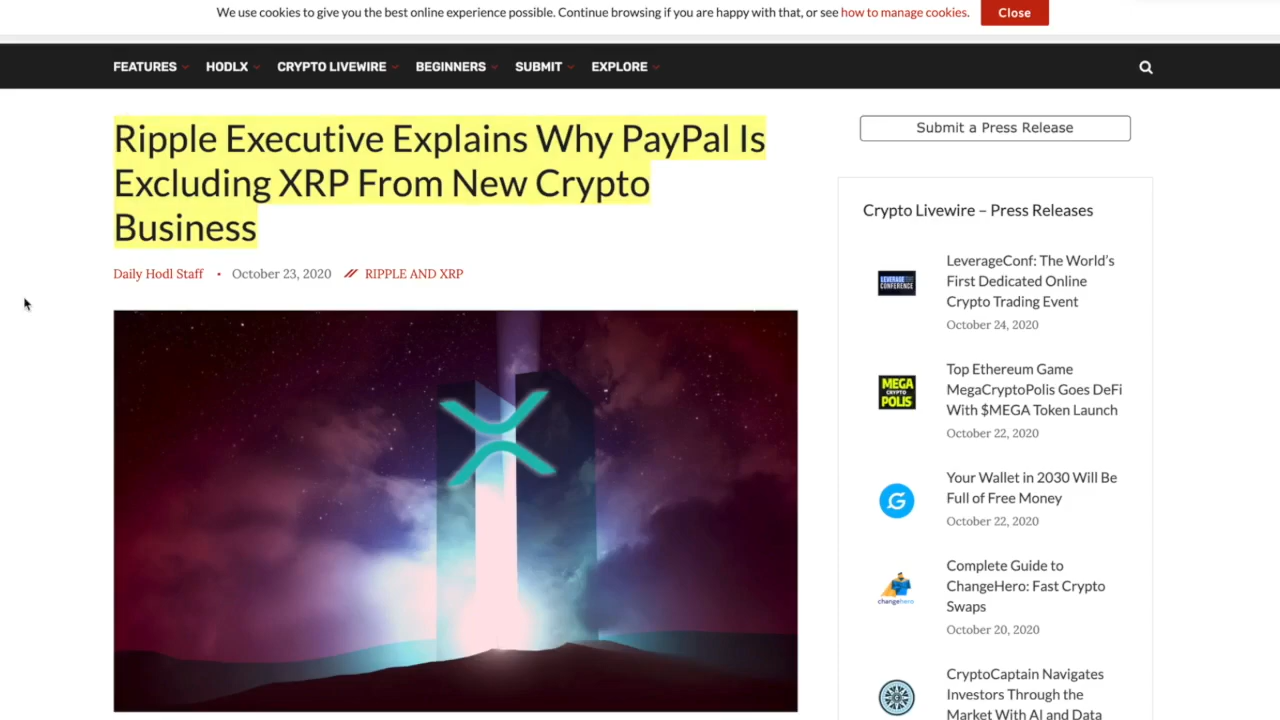 We use cookies to give you the best online experience possible. Continue browsing if you are happy with that, or see how to manage cookies.
Close
FEATURES
HODLX
CRYPTO LIVEWIRE
BEGINNERS
SUBMIT
EXPLORE
Ripple Executive Explains Why PayPal Is
Excluding XRP From New Crypto
Business
Daily Hodl Staff • October 23, 2020 // RIPPLE AND XRP
Submit a Press Release
Crypto Livewire – Press Releases
LEVERAGE
CONFERENCE
LeverageConf: The World's
First Dedicated Online
Crypto Trading Event
October 24, 2020
MEGA
CRYPTO
POLIS
Top Ethereum Game
MegaCryptoPolis Goes DeFi
With $MEGA Token Launch
October 22, 2020
Your Wallet in 2030 Will Be
Full of Free Money
October 22, 2020
changehero
Complete Guide to
ChangeHero: Fast Crypto
Swaps
October 20, 2020
CryptoCaptain Navigates
Investors Through the
Market With AI and Data